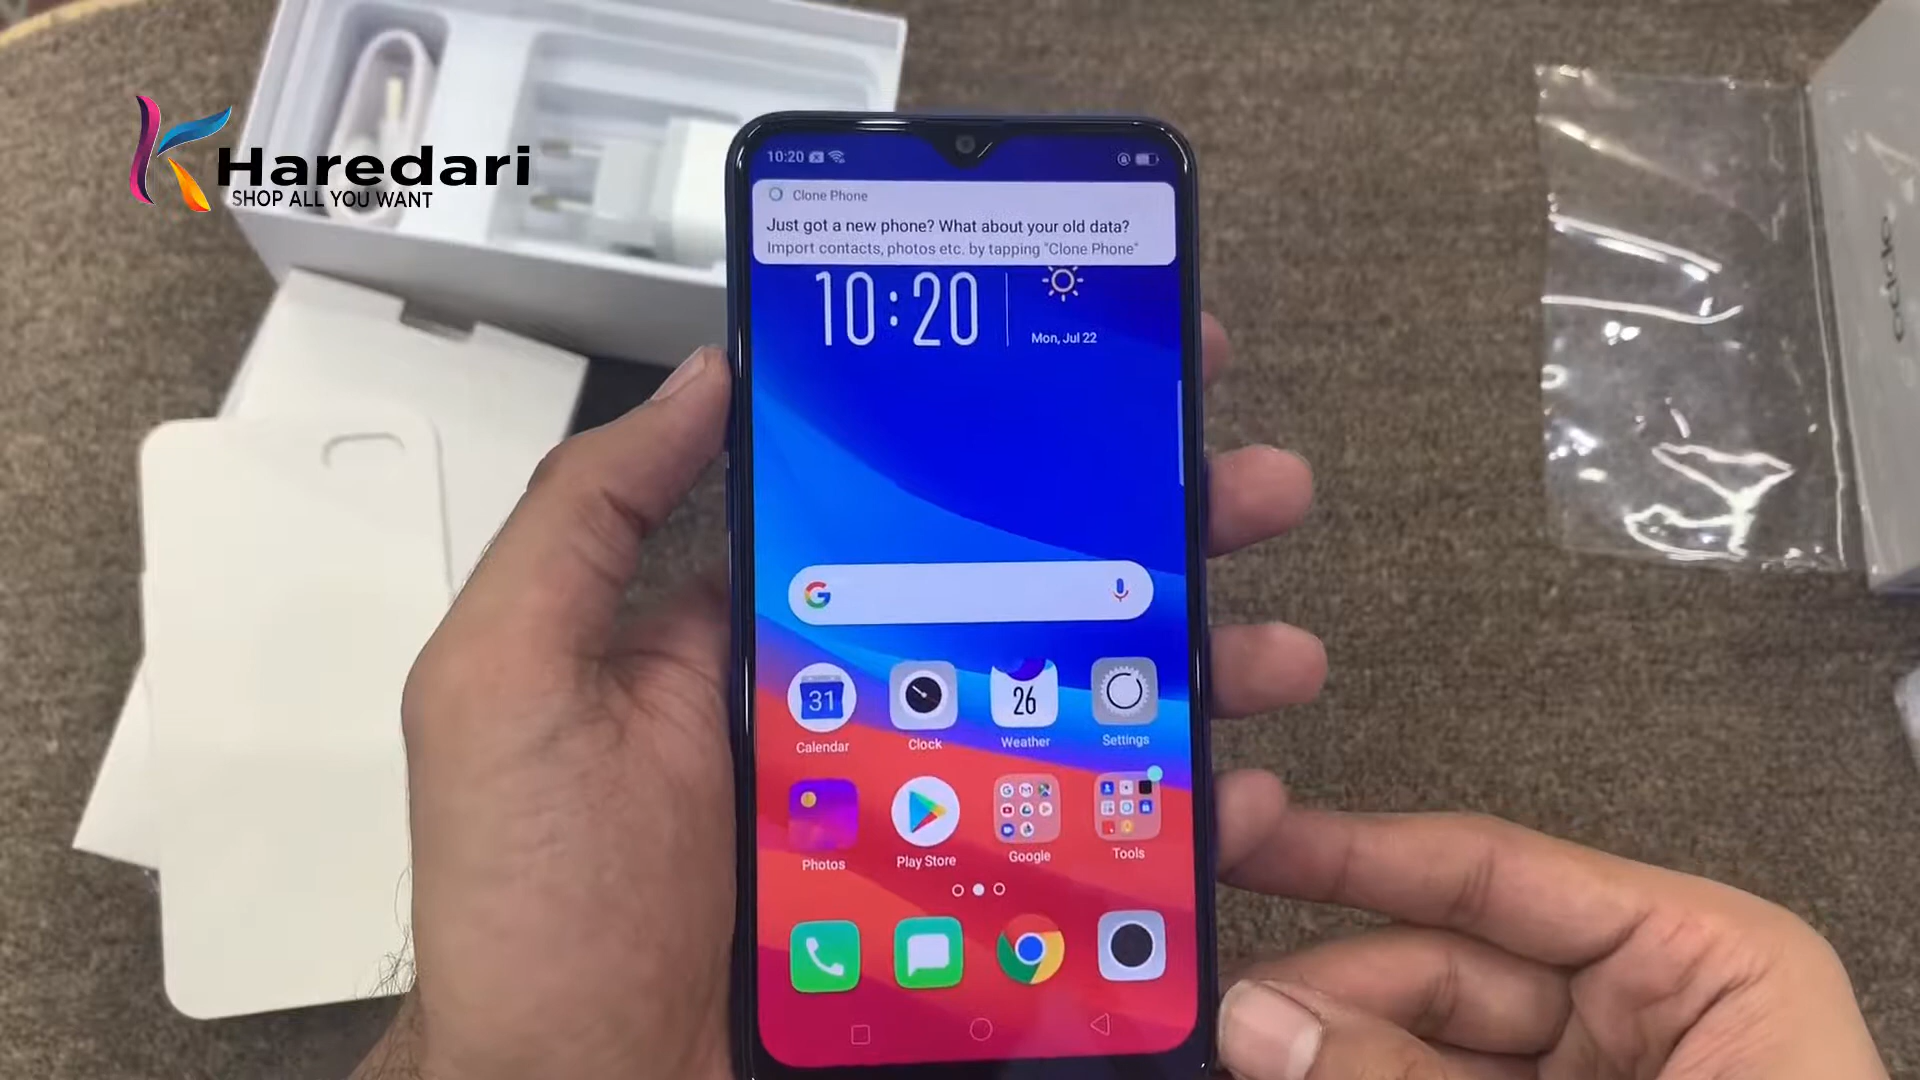 Haredari
SHOP ALL YOU WANT
10:20
Clone Phone
Just got a new phone? What about your old data?
Import contacts, photos etc. by tapping "Clone Phone"
10:20
Mon, Jul 22
31
26
Calendar
Clock
Weather
Settings
Photos
Play Store
Google
Tools
oppo